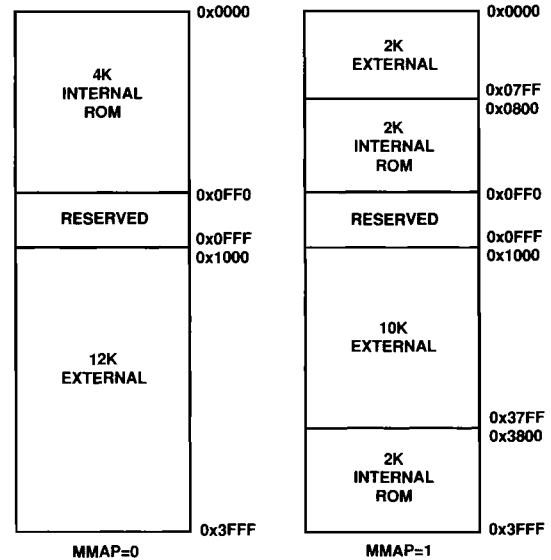 0x0000
4K
INTERNAL
ROM
0x0FF0
RESERVED
0x0FFF
0x1000
12K
EXTERNAL
0x3FFF
MMAP=0
0x0000
2K
EXTERNAL
0x07FF
0x0800
2K
INTERNAL
ROM
0x0FF0
RESERVED
0x0FFF
0x1000
10K
EXTERNAL
0x37FF
0x3800
2K
INTERNAL
ROM
0x3FFF
MMAP=1